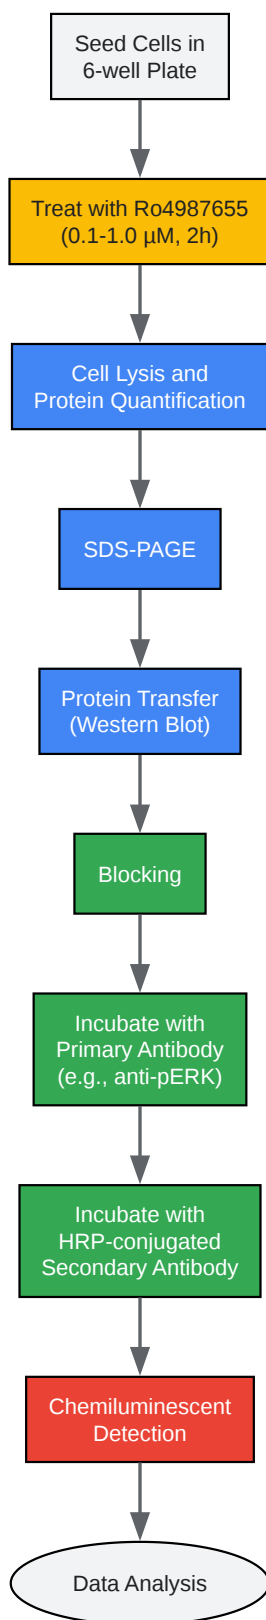 Seed Cells in
6-well Plate
Treat with Ro4987655
(0.1-1.0 µM, 2h)
Cell Lysis and
Protein Quantification
SDS-PAGE
Protein Transfer
(Western Blot)
Blocking
Incubate with
Primary Antibody
(e.g., anti-pERK)
Incubate with
HRP-conjugated
Secondary Antibody
Chemiluminescent
Detection
Data Analysis